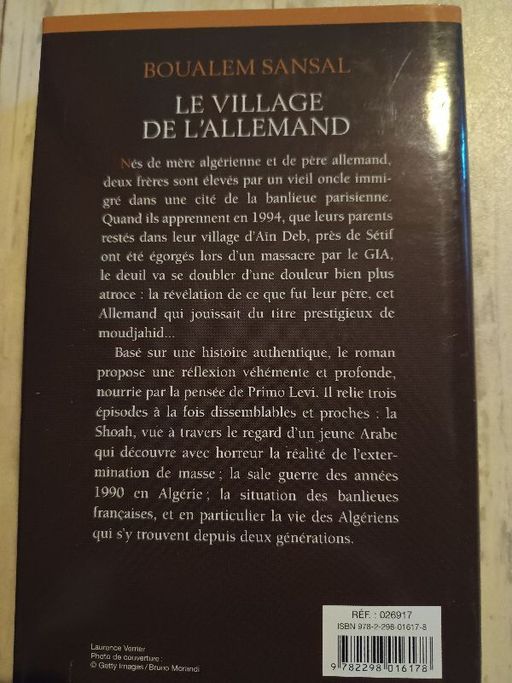 BOUALEM SANSAL
LE VILLAGE
DE L'ALLEMAND
Nés de mère algérienne et de père allemand,
deux frères sont élevés par un vieil oncle immi-
gré dans une cité de la banlieue parisienne.
Quand ils apprennent en 1994, que leurs parents
restés dans leur village d'Aïn Deb, près de Sétif
ont été égorgés lors d'un massacre par le GIA,
le deuil va se doubler d'une douleur bien plus
atroce : la révélation de ce que fut leur père, cet
Allemand qui jouissait du titre prestigieux de
moudjahid...
Basé sur une histoire authentique, le roman
propose une réflexion véhémente et profonde,
nourrie par la pensée de Primo Levi. Il relie trois
épisodes à la fois dissemblables et proches : la
Shoah, vue à travers le regard d'un jeune Arabe
qui découvre avec horreur la réalité de l'exter-
mination de masse ; la sale guerre des années
1990 en Algérie ; la situation des banlieues
françaises, et en particulier la vie des Algériens
qui s'y trouvent depuis deux générations.
RÉF. : 026917
ISBN 978-2-298-01617-8
9 782298 016178
Laurence Verrier
Photo de couverture :
© Getty Images / Bruno Morandi